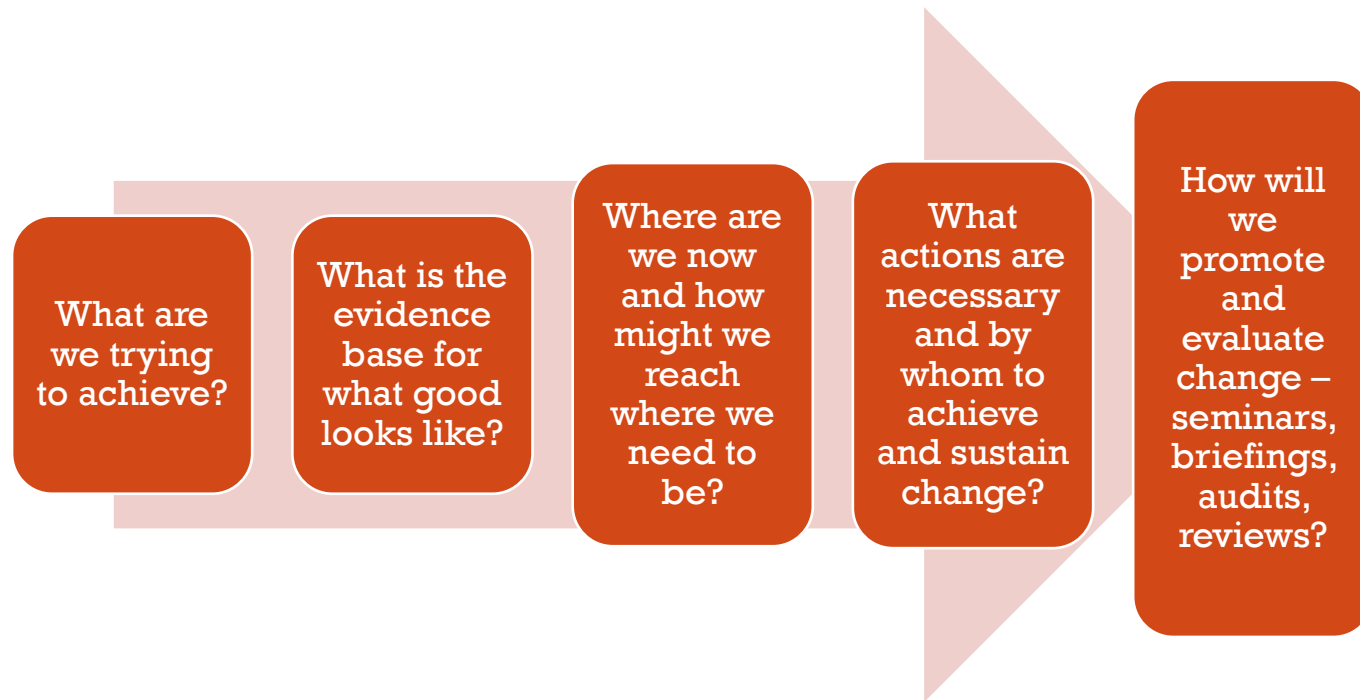 What are
we trying
to achieve?
What is the
evidence
base for
what good
looks like?
Where are
we now
and how
might we
reach
where we
need to
be?
What
actions are
necessary
and by
whom to
achieve
and sustain
change?
How will
we
promote
and
evaluate
change –
seminars,
briefings,
audits,
reviews?